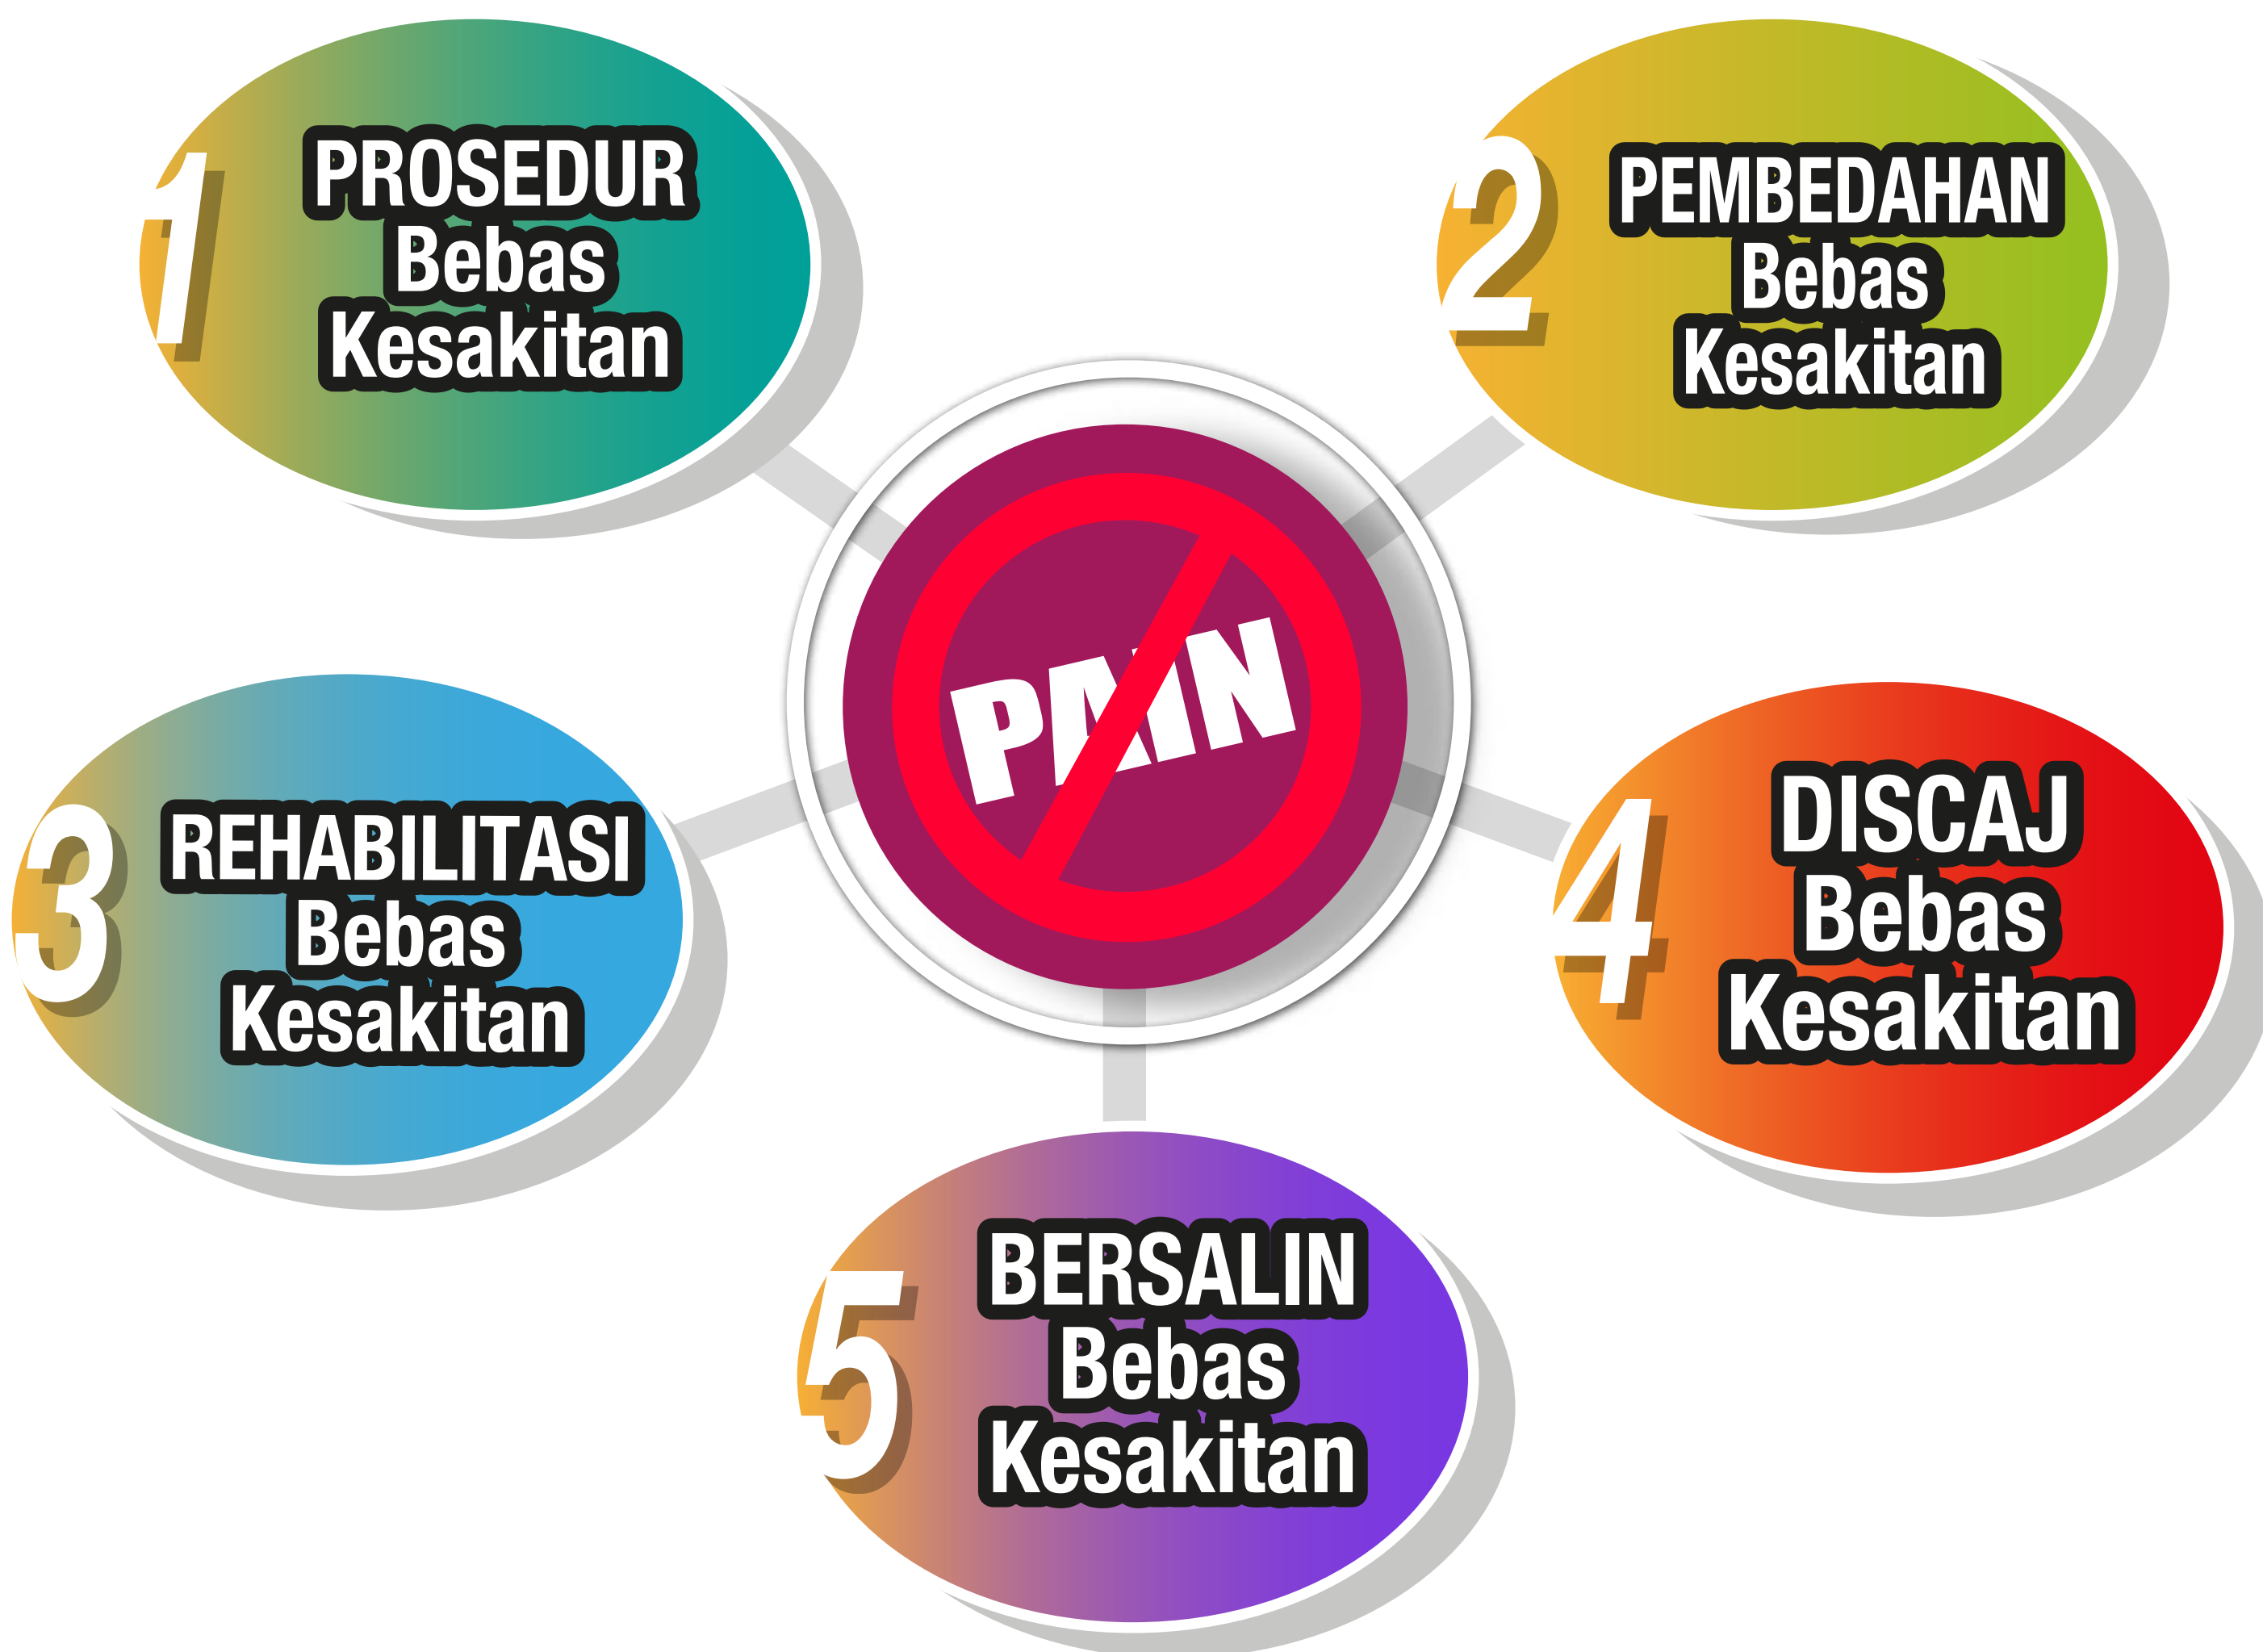 1
PROSEDUR
Bebas
Kesakitan
2
PEMBEDAHAN
Bebas
Kesakitan
PAIN
3
REHABILITASI
Bebas
Kesakitan
4
DISCAJ
Bebas
Kesakitan
5
BERSALIN
Bebas
Kesakitan